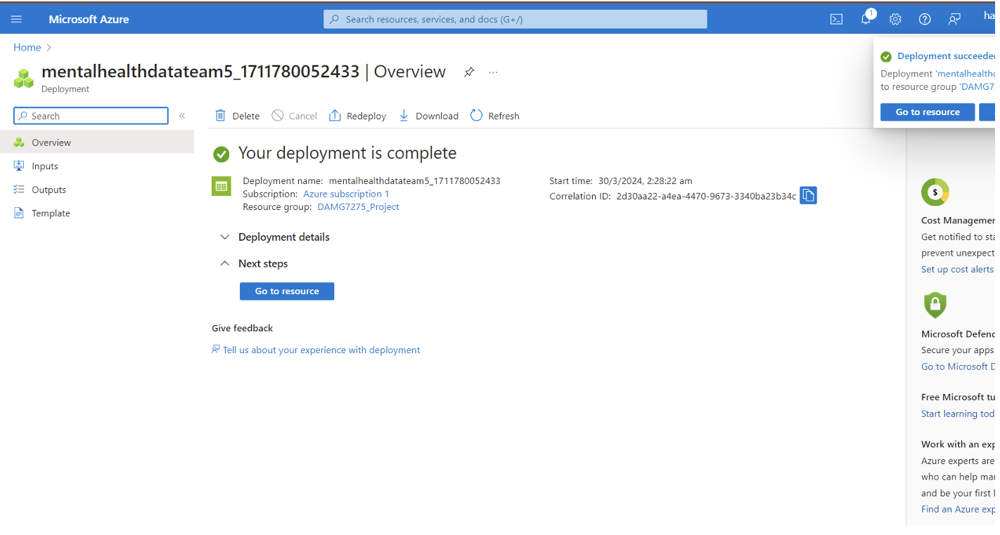 Microsoft Azure
Search resources, services, and docs (G+/)
1
ha
Home
mentalhealthdatateam5_1711780052433 | Overview
Deployment
Search
Overview
Inputs
Outputs
Template
Delete
Cancel
Redeploy
Download
Refresh
Your deployment is complete
Deployment name: mentalhealthdatateam5_1711780052433
Subscription: Azure subscription 1
Resource group: DAMG7275_Project
Start time: 30/3/2024, 2:28:22 am
Correlation ID: 2d30aa22-a4ea-4470-9673-3340ba23b34c
Deployment details
Next steps
Go to resource
Give feedback
Tell us about your experience with deployment
Deployment succeeded
Deployment 'mentalhealthd
to resource group 'DAMG7
Go to resource
$
Cost Managemen
Get notified to sta
prevent unexpect
Set up cost alerts
Microsoft Defend
Secure your apps
Go to Microsoft D
Free Microsoft tu
Start learning tod
Work with an exp
Azure experts are
who can help mar
and be your first l
Find an Azure exp